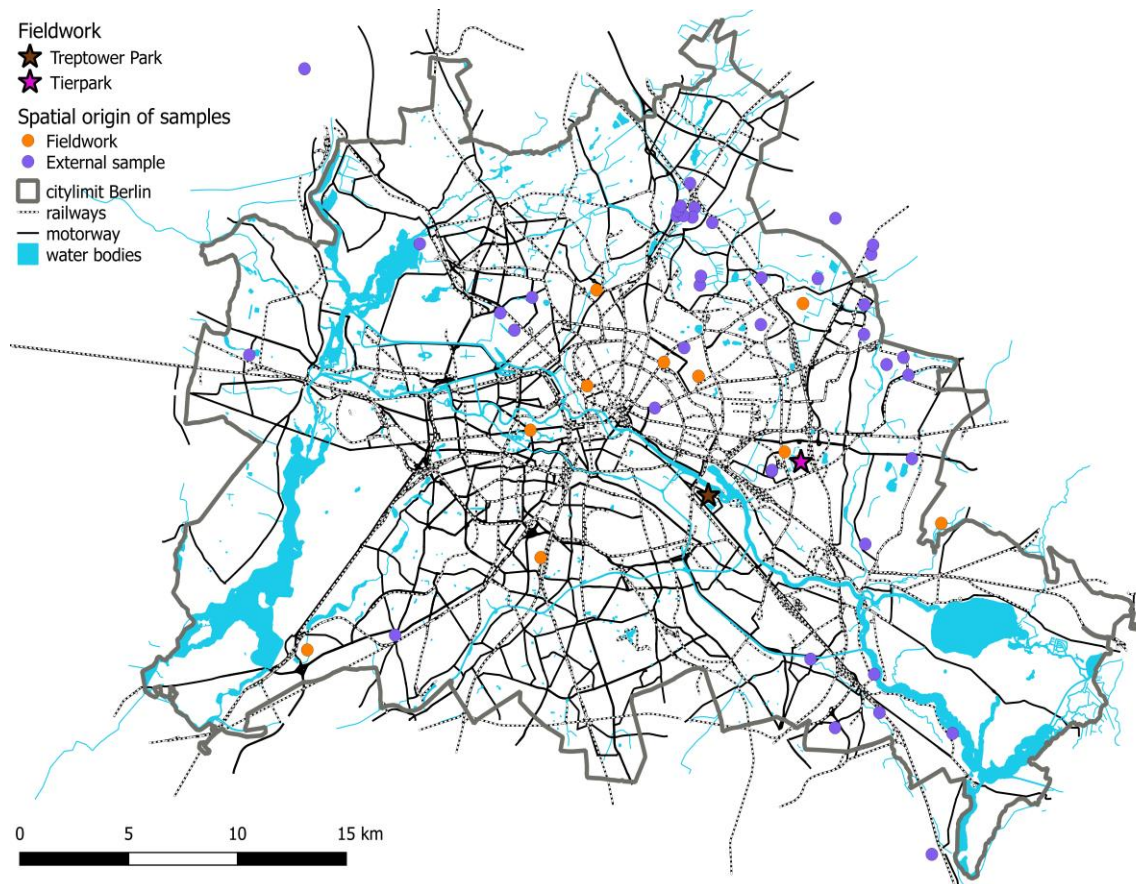 Fieldwork
Treptower Park
Tierpark
Spatial origin of samples
Fieldwork
External sample
citylimit Berlin
railways
motorway
water bodies
0 5 10 15 km